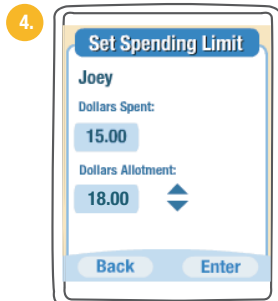 4.
Set Spending Limit
Joey
Dollars Spent:
15.00
Dollars Allotment:
18.00
Back Enter